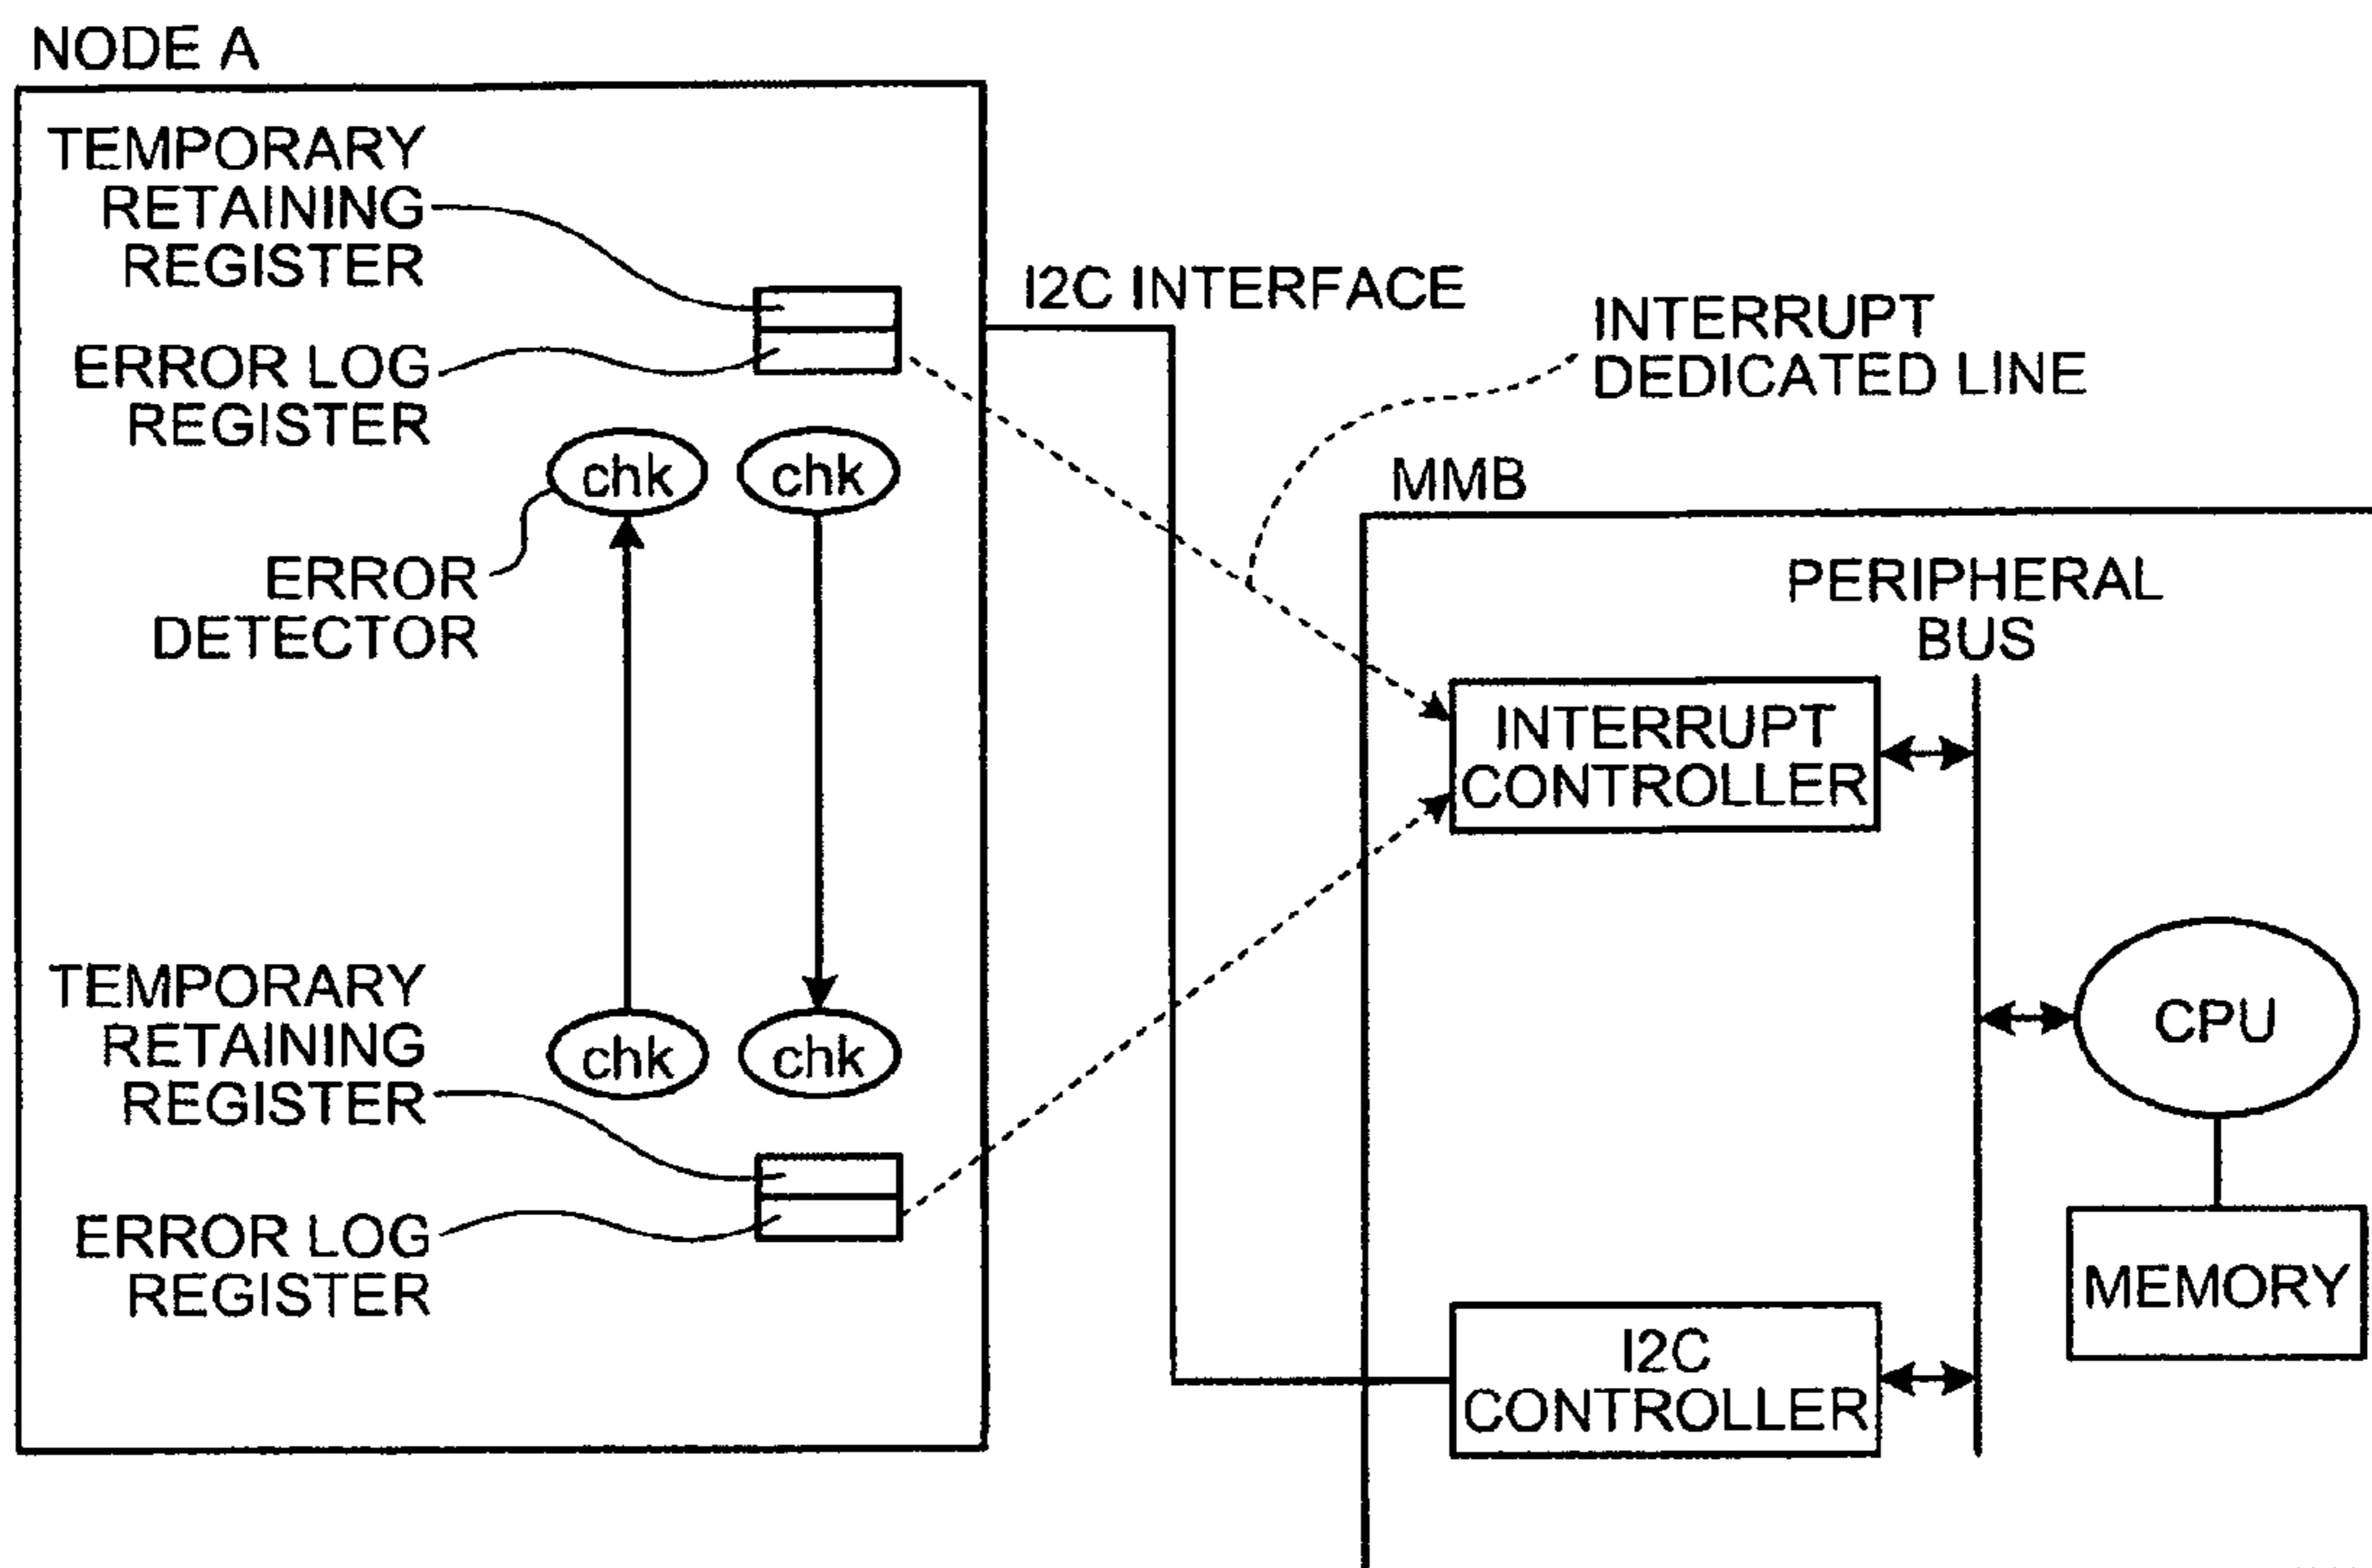 NODE A
TEMPORARY
RETAINING
REGISTER
ERROR LOG
REGISTER
chk
chk
ERROR
DETECTOR
TEMPORARY
RETAINING
REGISTER
chk
chk
ERROR LOG
REGISTER
I2C INTERFACE
INTERRUPT
DEDICATED LINE
MMB
PERIPHERAL
BUS
INTERRUPT
CONTROLLER
CPU
MEMORY
I2C
CONTROLLER